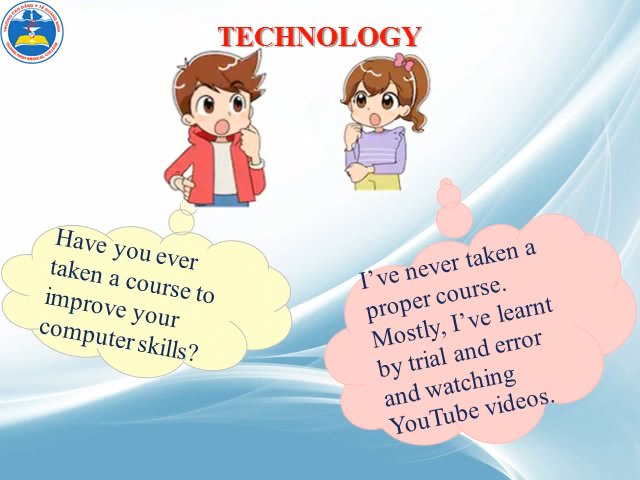 TECHNOLOGY
Have you ever
taken a course to
improve your
computer skills?
I’ve never taken a
proper course.
Mostly, I’ve learnt
by trial and error
and watching
YouTube videos.